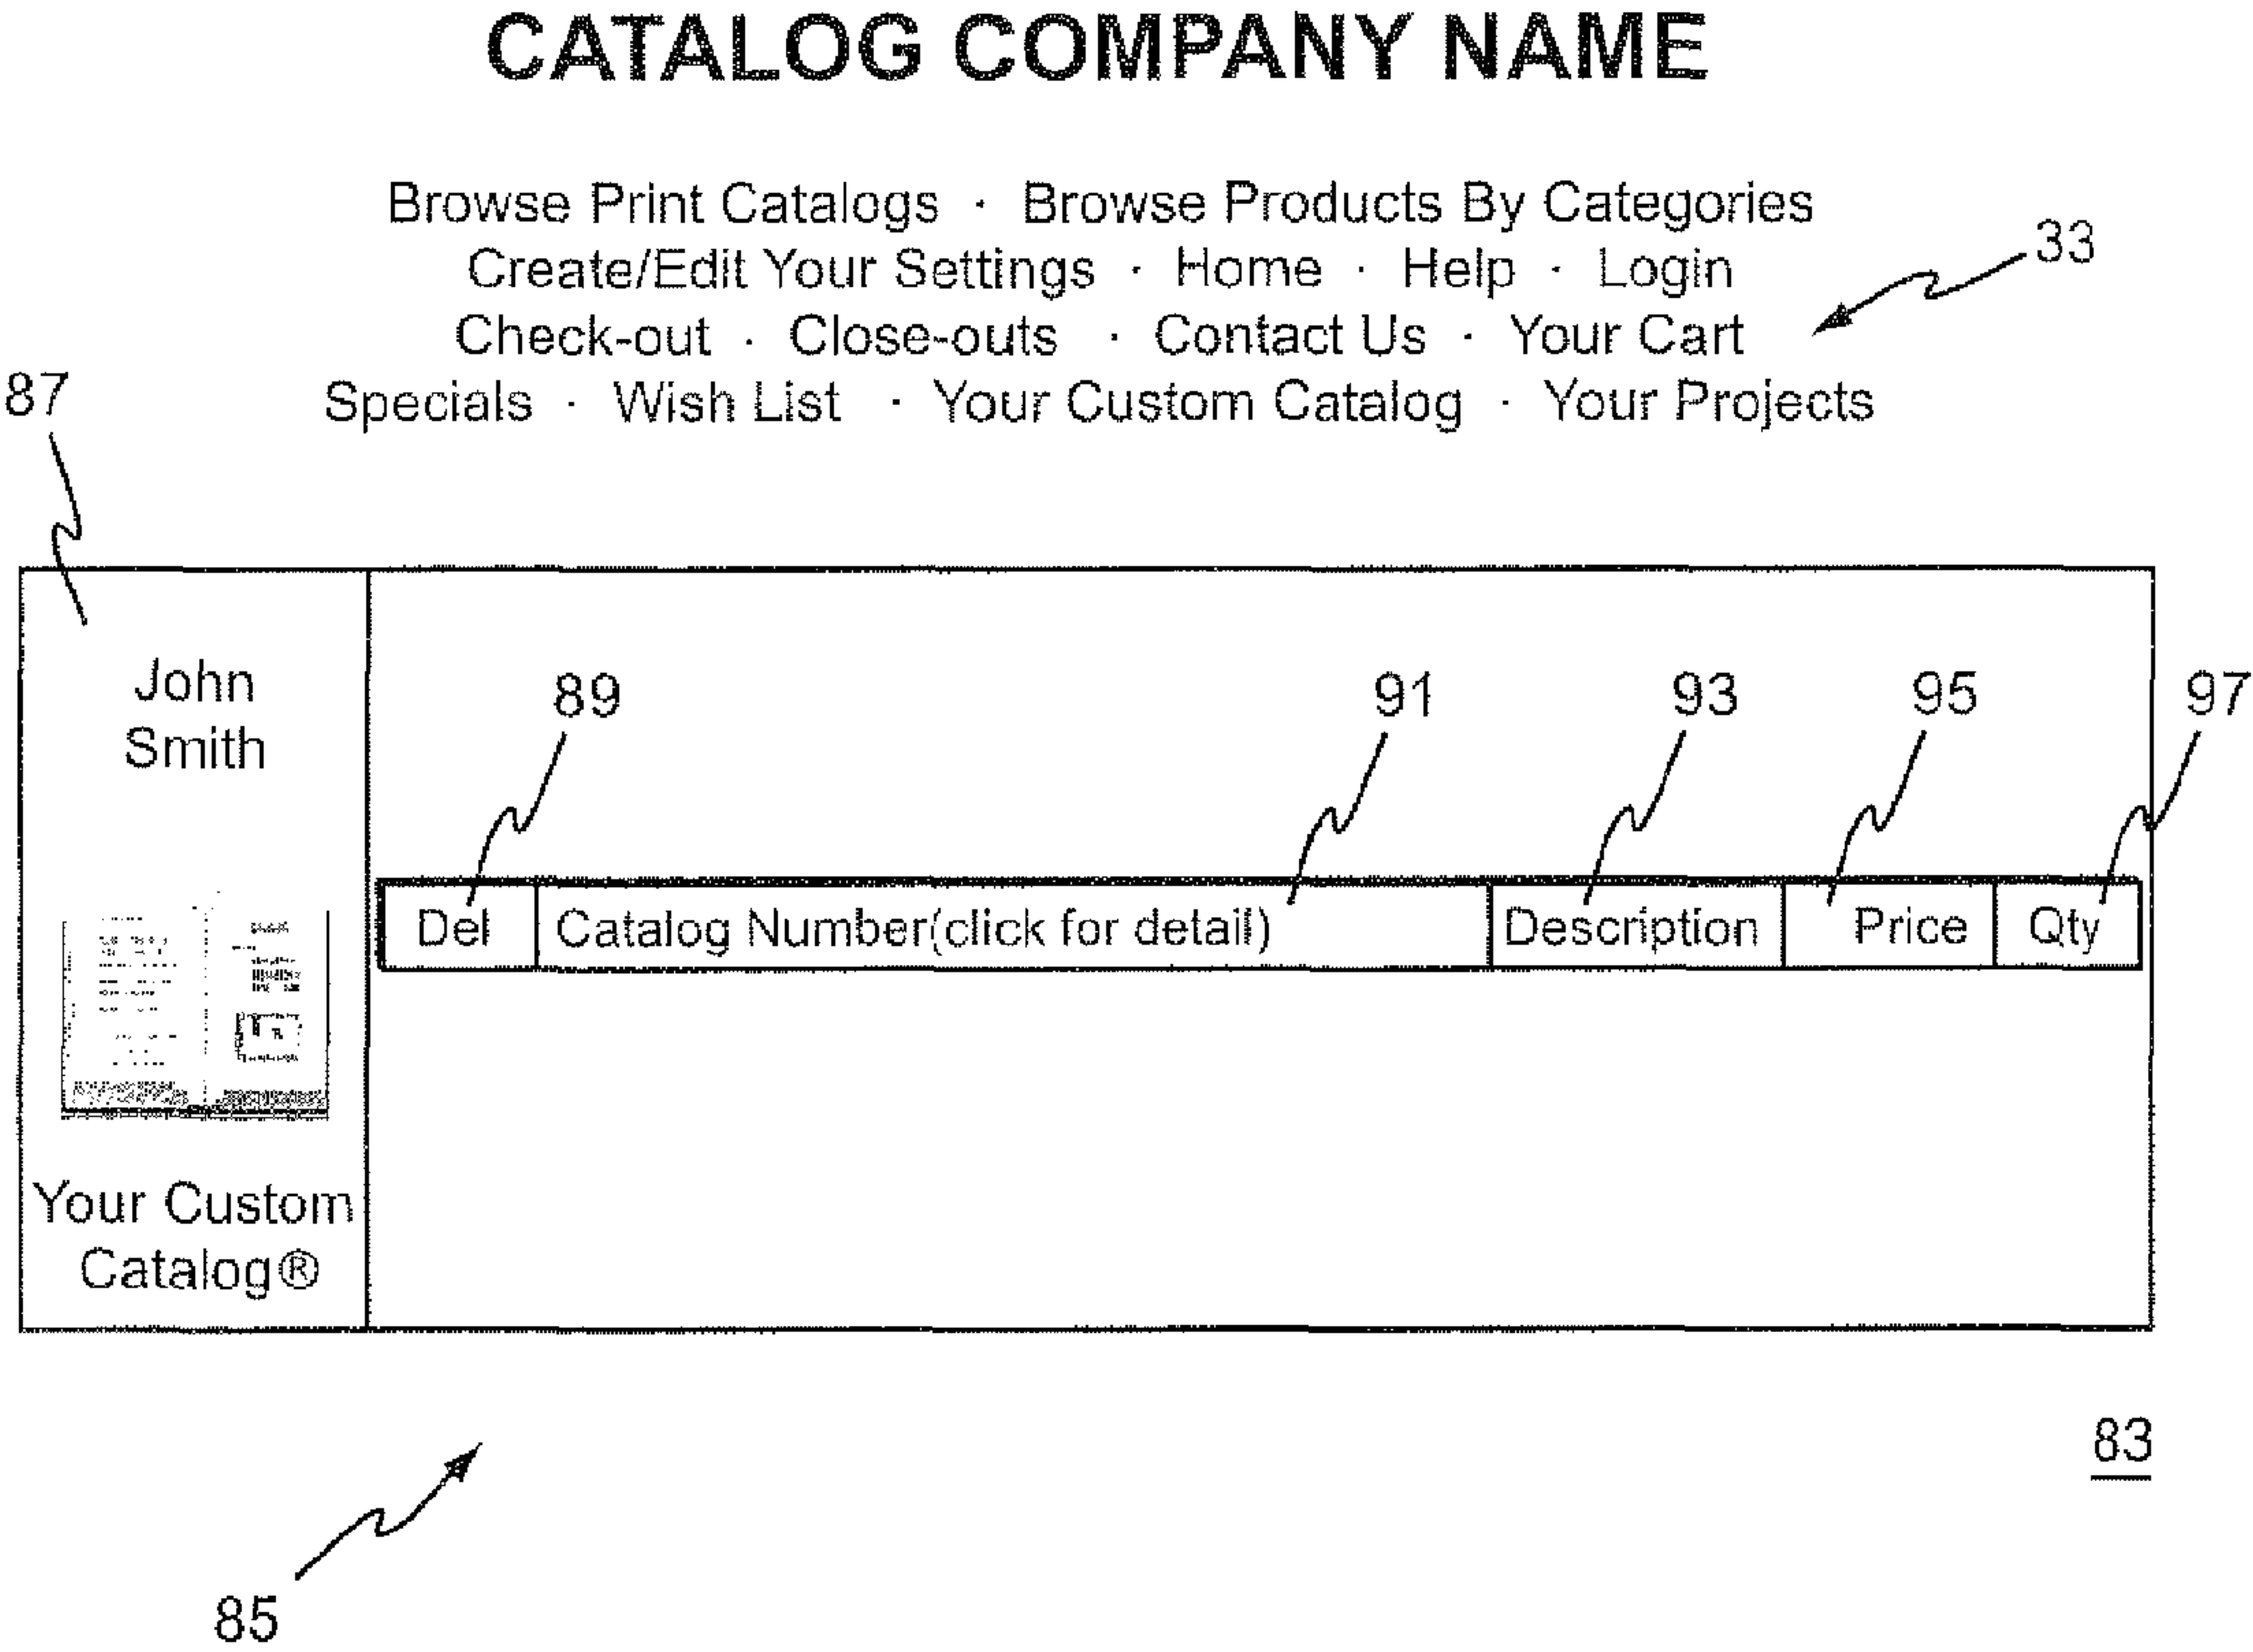 CATALOG COMPANY NAME
Browse Print Catalogs · Browse Products By Categories
Create/Edit Your Settings · Home · Help · Login
33
Check-out · Close-outs · Contact Us · Your Cart
87
Specials · Wish List · Your Custom Catalog · Your Projects
John
Smith
89 91 93 95 97
Del Catalog Number(click for detail) Description Price Qty
Your Custom
Catalog®
83
85